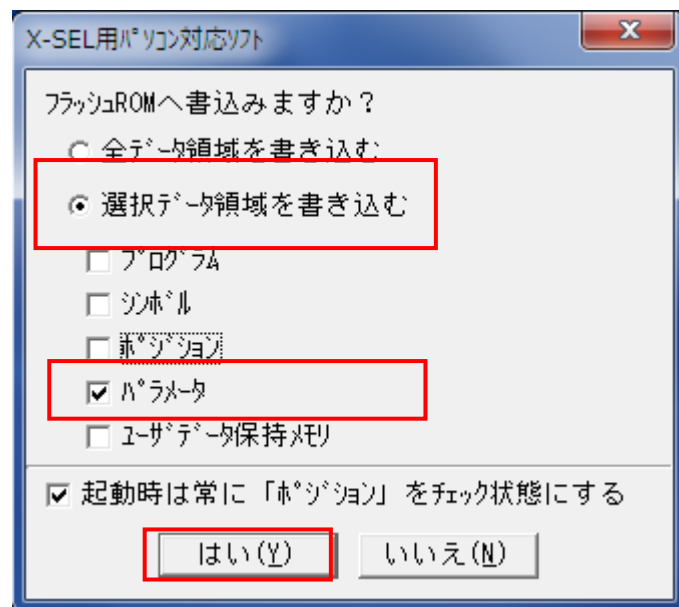 X-SEL用ﾊﾟｿｺﾝ対応ｿﾌﾄ
ﾌﾗｯｼｭROMへ書込みますか？
全ﾃﾞｰﾀ領域を書き込む
選択ﾃﾞｰﾀ領域を書き込む
ﾌﾟﾛｸﾞﾗﾑ
ｼﾝﾎﾞﾙ
ﾎﾟｼﾞｼｮﾝ
ﾊﾟﾗﾒｰﾀ
ﾕｰｻﾞﾃﾞｰﾀ保持ﾒﾓﾘ
起動時は常に「ﾎﾟｼﾞｼｮﾝ」をﾁｪｯｸ状態にする
はい(Y) いいえ(N)